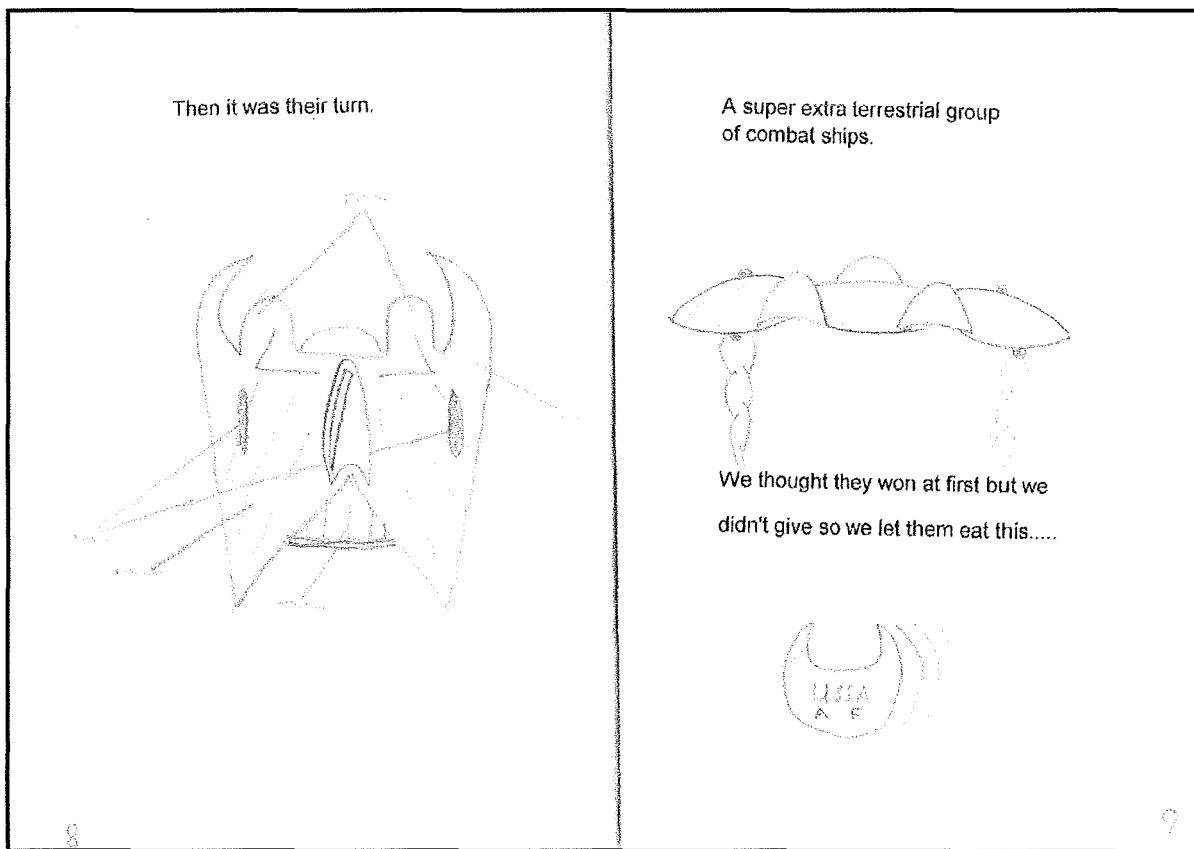 Then it was their turn.
8
A super extra terrestrial group
of combat ships.
We thought they won at first but we
didn't give so we let them eat this.....
USSA
A F
9